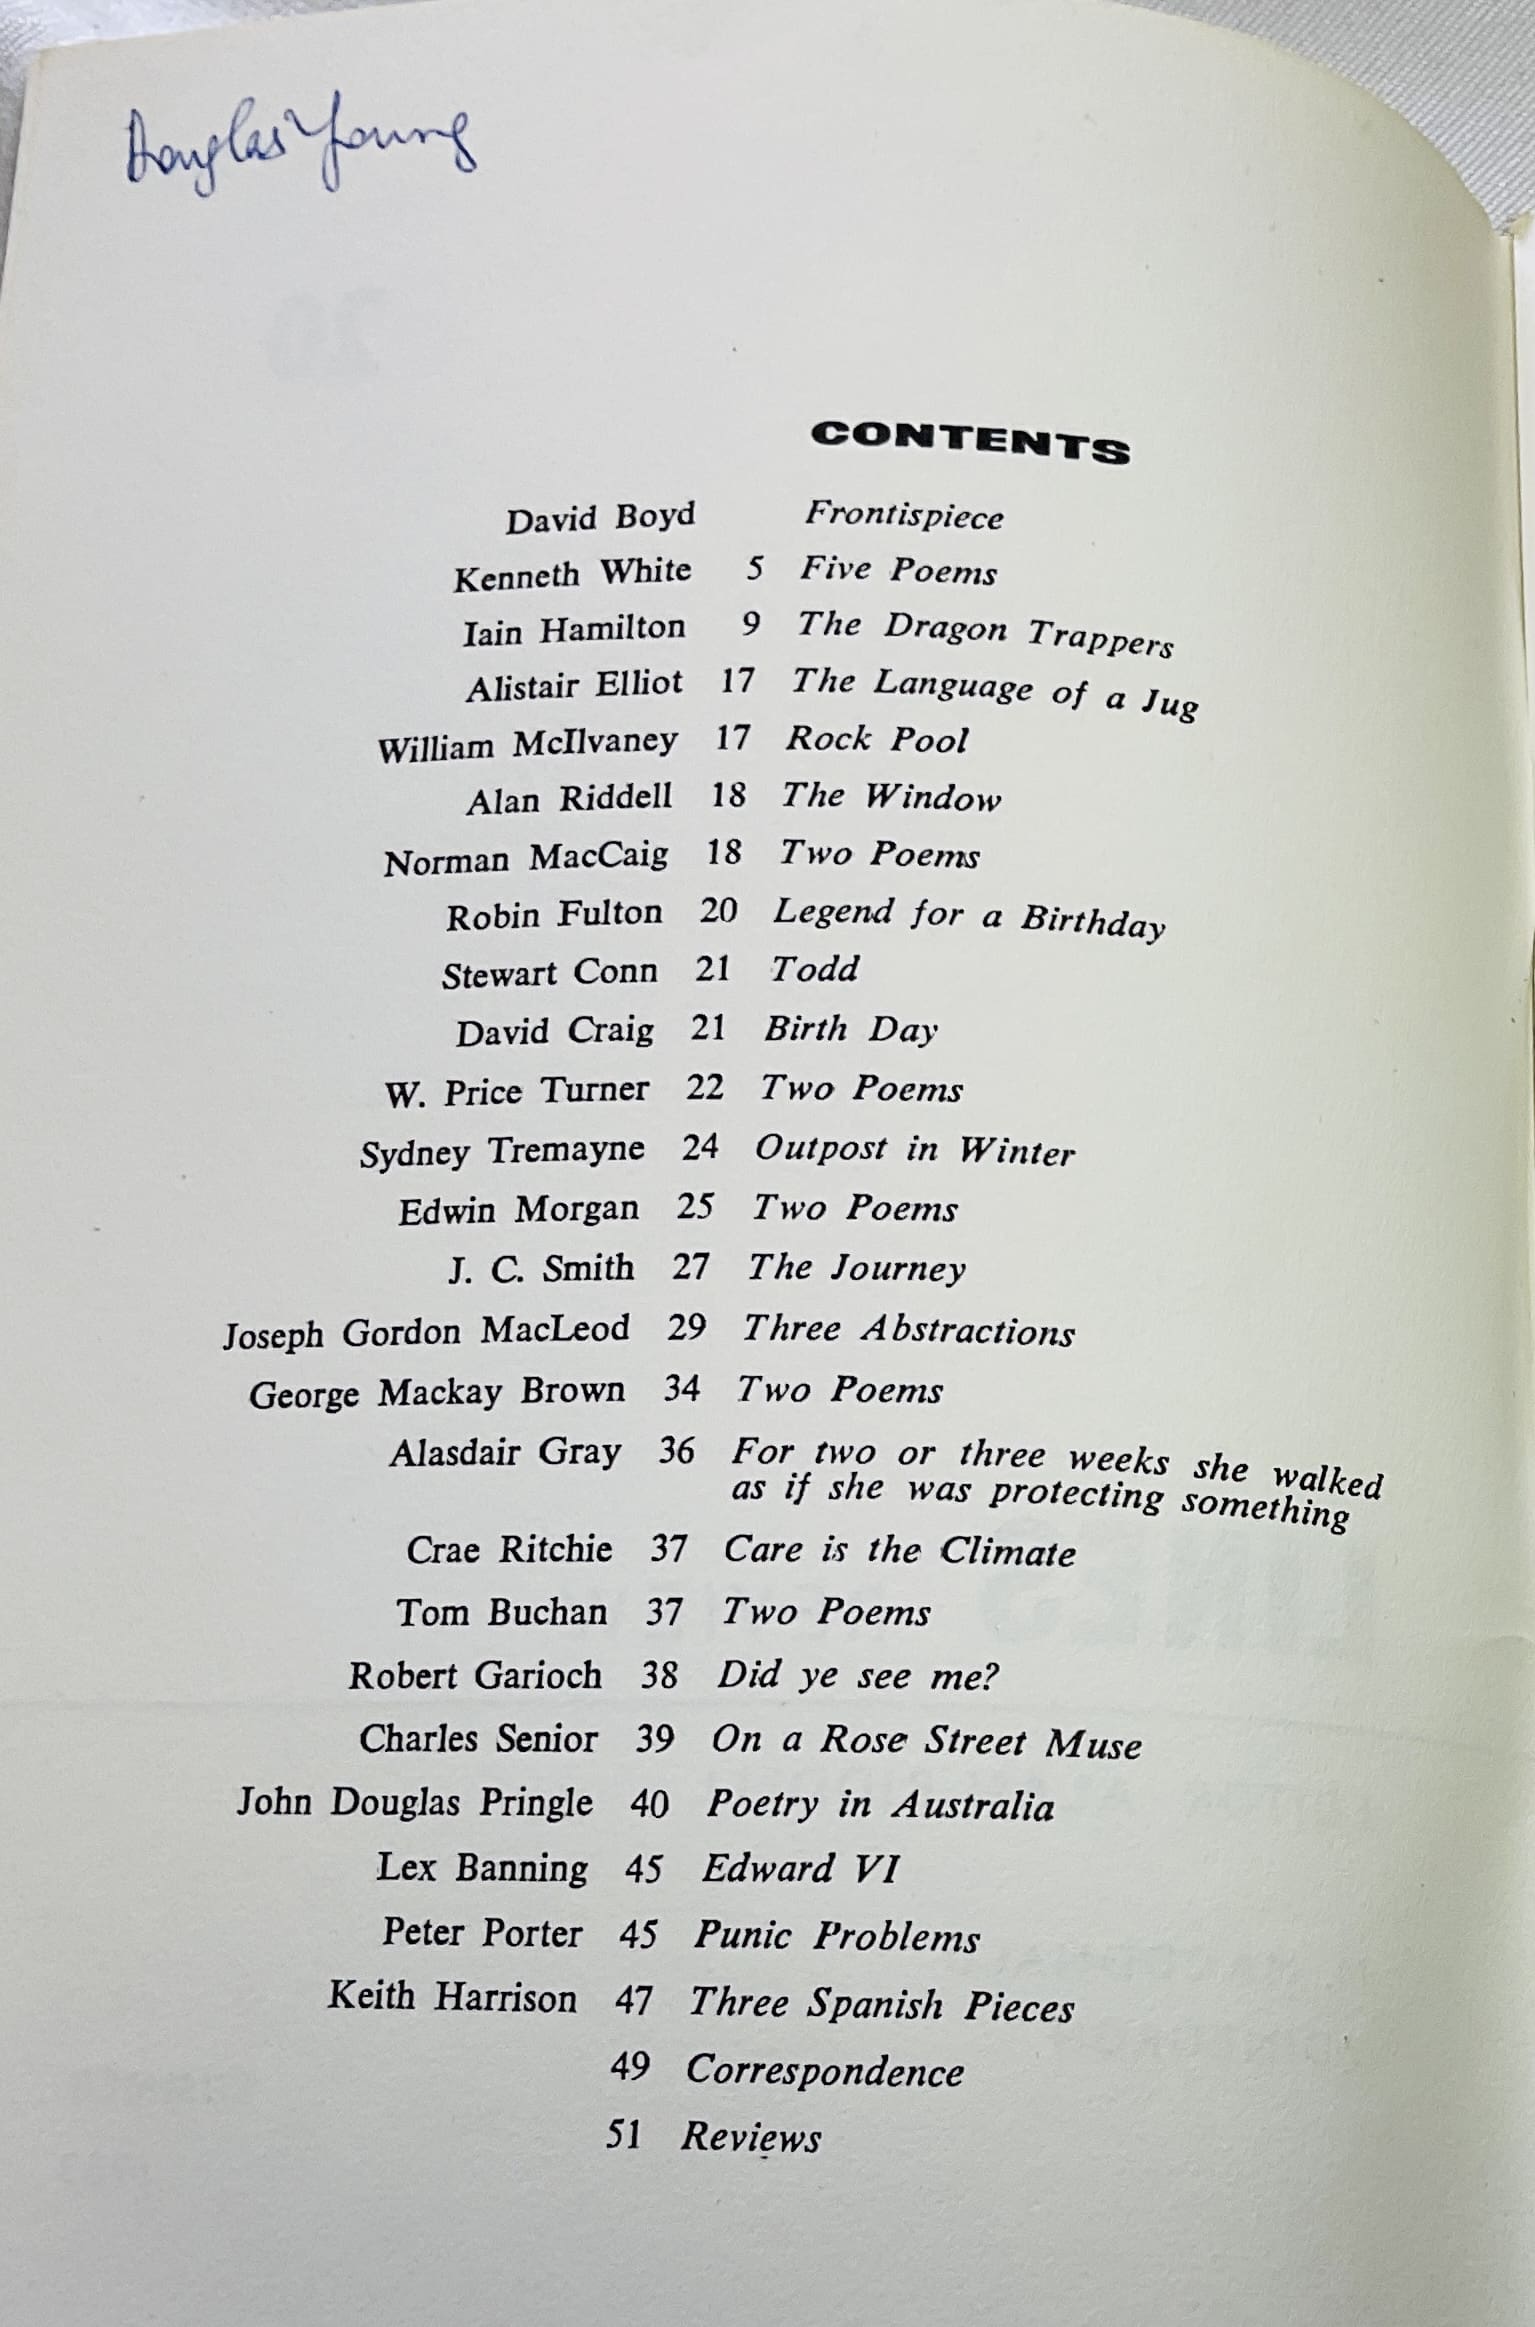 Douglas Young
CONTENTS
David Boyd Frontispiece
Kenneth White 5 Five Poems
Iain Hamilton 9 The Dragon Trappers
Alistair Elliot 17 The Language of a Jug
William McIlvaney 17 Rock Pool
Alan Riddell 18 The Window
Norman MacCaig 18 Two Poems
Robin Fulton 20 Legend for a Birthday
Stewart Conn 21 Todd
David Craig 21 Birth Day
W. Price Turner 22 Two Poems
Sydney Tremayne 24 Outpost in Winter
Edwin Morgan 25 Two Poems
J. C. Smith 27 The Journey
Joseph Gordon MacLeod 29 Three Abstractions
George Mackay Brown 34 Two Poems
Alasdair Gray 36 For two or three weeks she walked
as if she was protecting something
Crae Ritchie 37 Care is the Climate
Tom Buchan 37 Two Poems
Robert Garioch 38 Did ye see me?
Charles Senior 39 On a Rose Street Muse
John Douglas Pringle 40 Poetry in Australia
Lex Banning 45 Edward VI
Peter Porter 45 Punic Problems
Keith Harrison 47 Three Spanish Pieces
49 Correspondence
51 Reviews